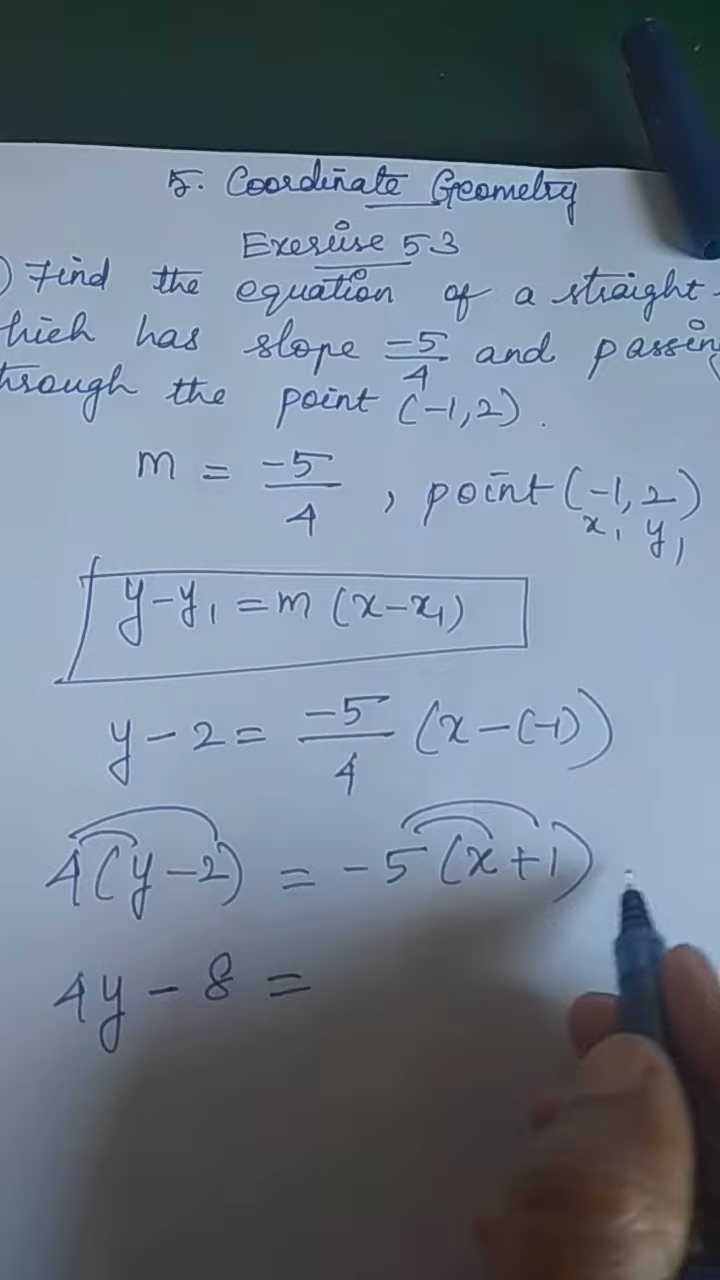 5. Coordinate Geometry
Exercise 5.3
) Find the equation of a straight
hich has slope -5/4 and passing
through the point (-1,2).
m = -5/4 , point (-1, 2)
x₁ y₁
y-y₁ = m (x-x₁)
y-2 = -5/4 (x-(-1))
4(y-2) = -5(x+1)
4y - 8 =